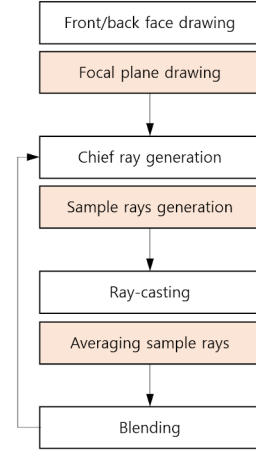 Front/back face drawing
Focal plane drawing
Chief ray generation
Sample rays generation
Ray-casting
Averaging sample rays
Blending